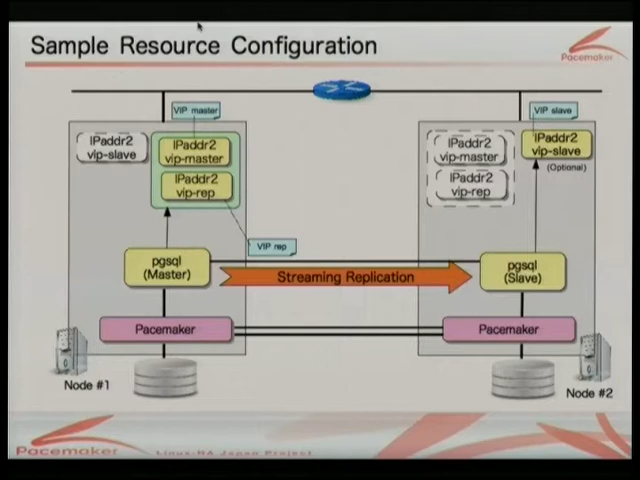 Sample Resource Configuration
Pacemaker
VIP master
VIP slave
IPaddr2
vip-slave
IPaddr2
vip-master
IPaddr2
vip-rep
IPaddr2
vip-master
IPaddr2
vip-rep
IPaddr2
vip-slave
(Optional)
VIP rep
pgsql
(Master)
Streaming Replication
pgsql
(Slave)
Pacemaker
Pacemaker
Node #1
Node #2
Pacemaker
Linux-HA Japan Project